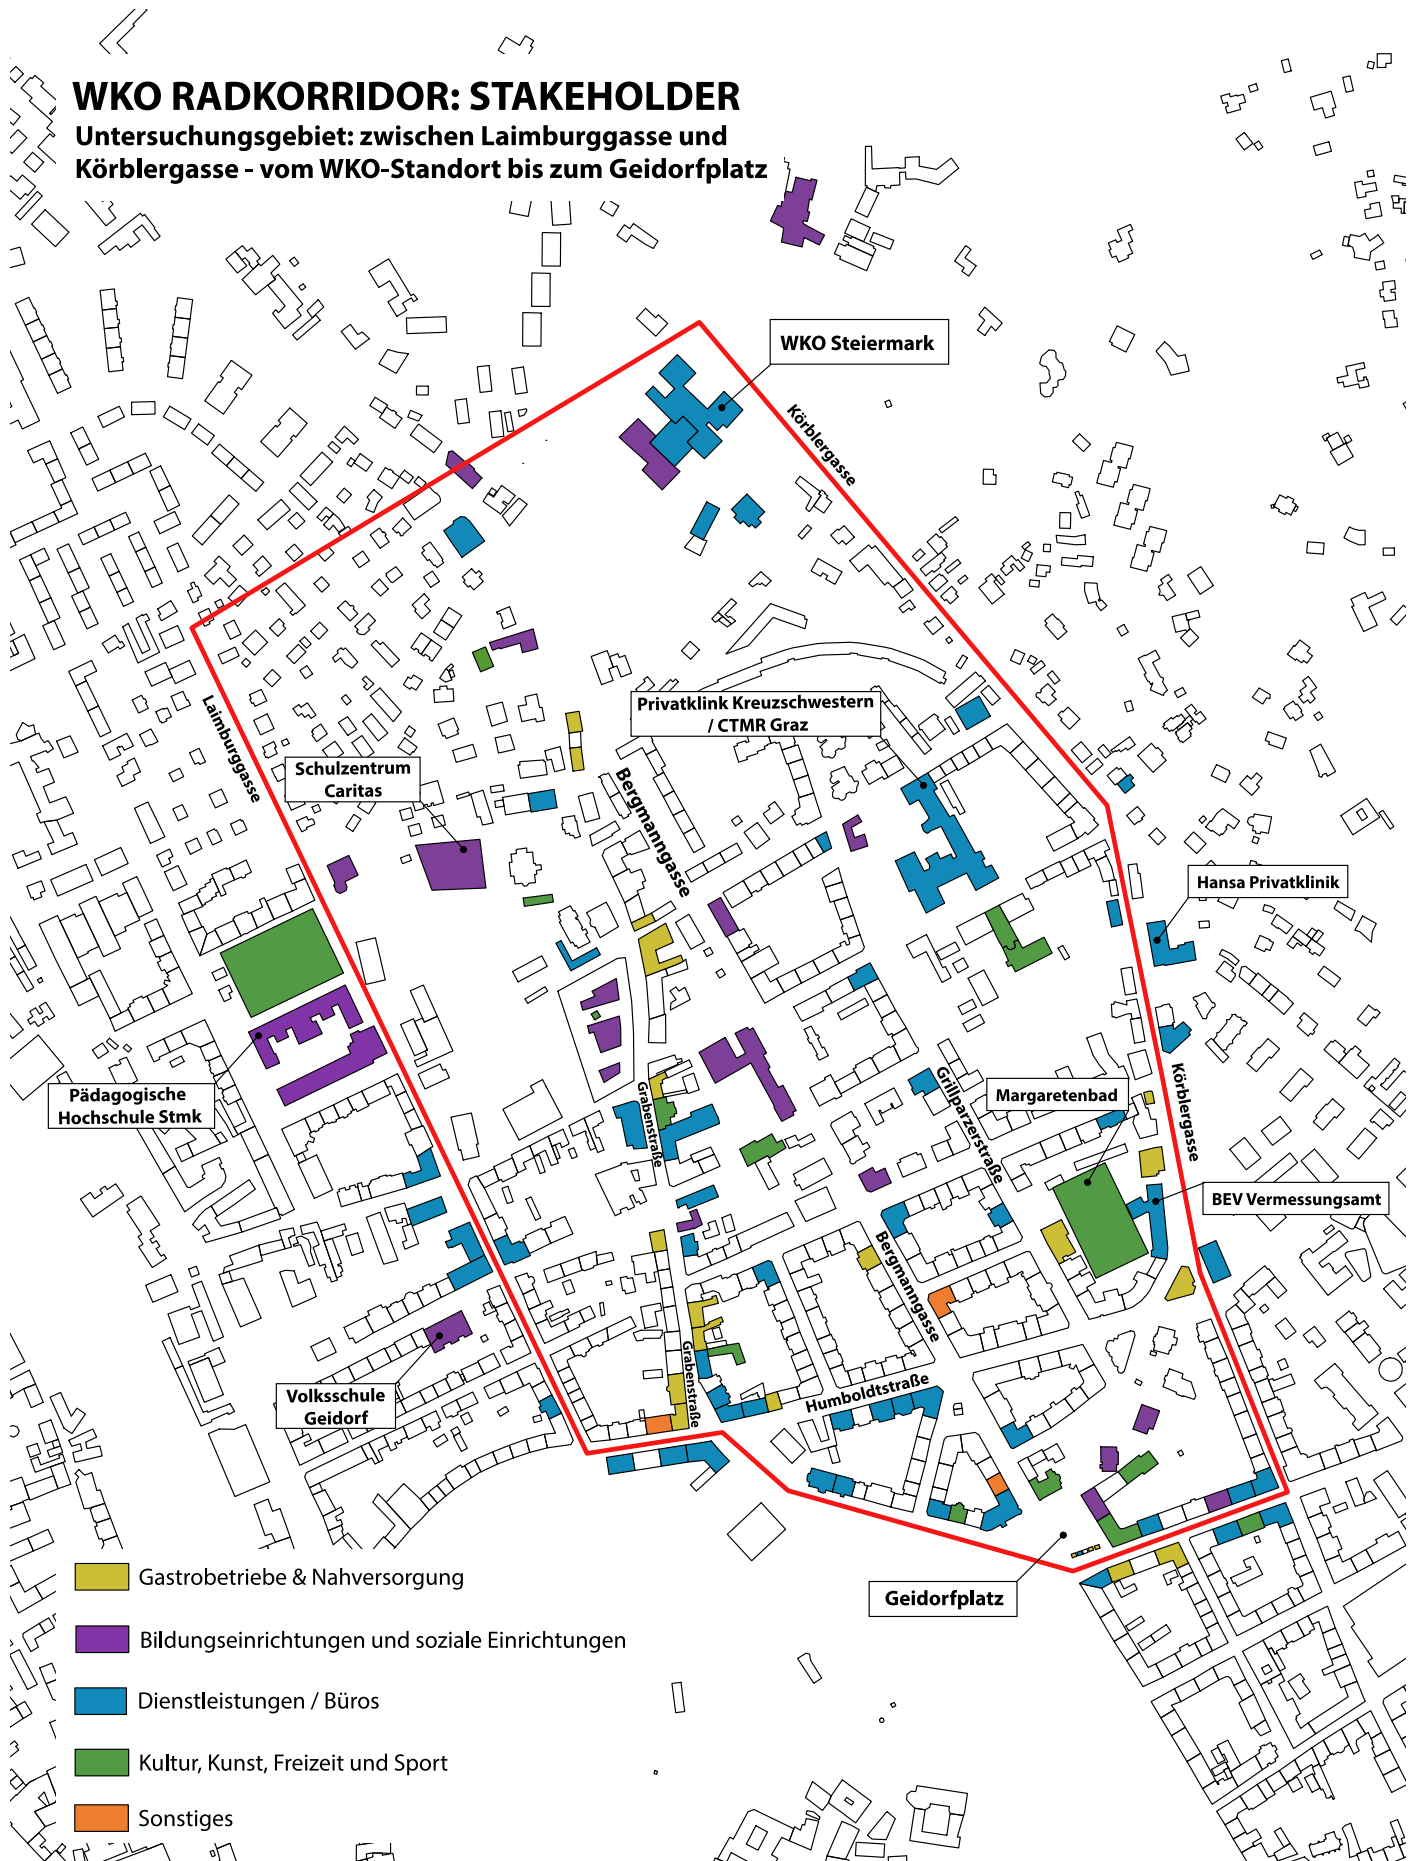 WKO RADKORRIDOR: STAKEHOLDER
Untersuchungsgebiet: zwischen Laimburggasse und
Körblergasse - vom WKO-Standort bis zum Geidorfplatz
WKO Steiermark
Körblergasse
Laimburggasse
Privatklink Kreuzschwestern
/ CTMR Graz
Schulzentrum
Caritas
Bergmanngasse
Hansa Privatklinik
Pädagogische
Hochschule Stmk
Grabenstraße
Grillparzerstraße
Margaretenbad
Körblergasse
BEV Vermessungsamt
Bergmanngasse
Volksschule
Geidorf
Grabenstraße
Humboldtstraße
Geidorfplatz
Gastrobetriebe & Nahversorgung
Bildungseinrichtungen und soziale Einrichtungen
Dienstleistungen / Büros
Kultur, Kunst, Freizeit und Sport
Sonstiges